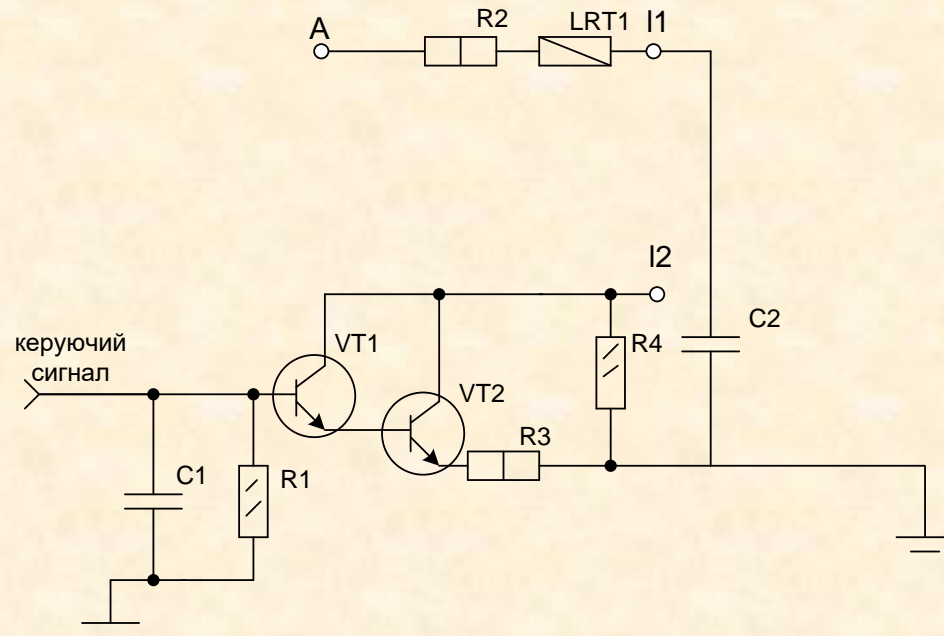 A
R2
LRT1
I1
I2
керуючий
сигнал
VT1
R4
C2
VT2
R3
C1
R1